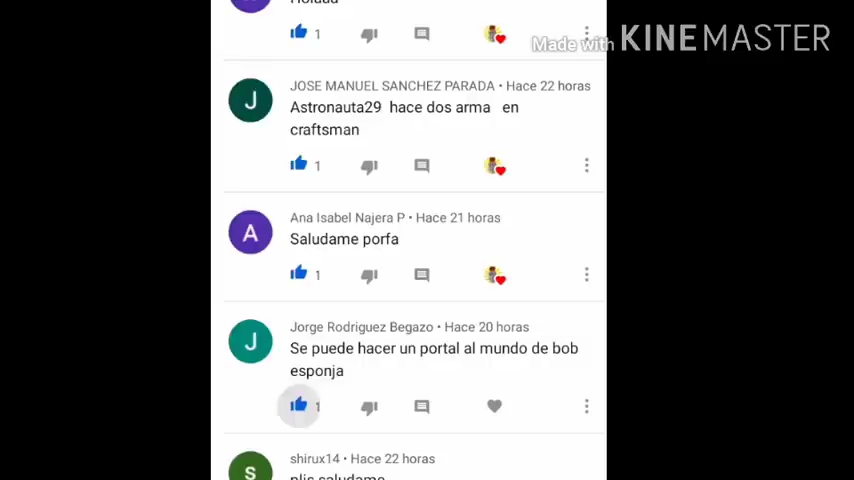 Holaaa
1
Made with KINEMASTER
JOSE MANUEL SANCHEZ PARADA • Hace 22 horas
J
Astronauta29 hace dos arma en
craftsman
1
Ana Isabel Najera P • Hace 21 horas
A
Saludame porfa
1
Jorge Rodriguez Begazo • Hace 20 horas
J
Se puede hacer un portal al mundo de bob
esponja
1
shirux14 • Hace 22 horas
S
plis saludame